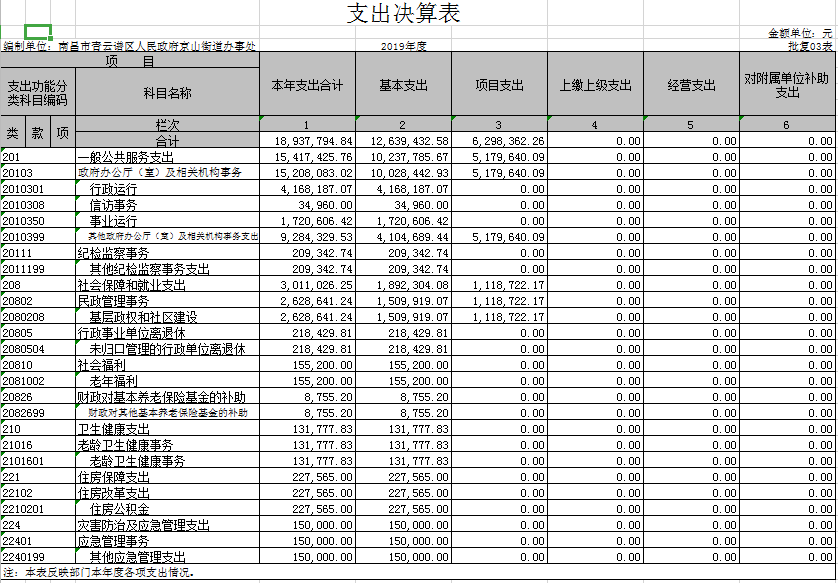 支出决算表
金额单位：元
编制单位：南昌市青云谱区人民政府京山街道办事处 2019年度 批复03表
项 目 本年支出合计 基本支出 项目支出 上缴上级支出 经营支出 对附属单位补助支出
支出功能分类科目编码 科目名称
类 款 项 栏次 1 2 3 4 5 6
合计 18,937,794.84 12,639,432.58 6,298,362.26 0.00 0.00 0.00
201 一般公共服务支出 15,417,425.76 10,237,785.67 5,179,640.09 0.00 0.00 0.00
20103 政府办公厅（室）及相关机构事务 15,208,083.02 10,028,442.93 5,179,640.09 0.00 0.00 0.00
2010301 行政运行 4,168,187.07 4,168,187.07 0.00 0.00 0.00 0.00
2010308 信访事务 34,960.00 34,960.00 0.00 0.00 0.00 0.00
2010350 事业运行 1,720,606.42 1,720,606.42 0.00 0.00 0.00 0.00
2010399 其他政府办公厅（室）及相关机构事务支出 9,284,329.53 4,104,689.44 5,179,640.09 0.00 0.00 0.00
20111 纪检监察事务 209,342.74 209,342.74 0.00 0.00 0.00 0.00
2011199 其他纪检监察事务支出 209,342.74 209,342.74 0.00 0.00 0.00 0.00
208 社会保障和就业支出 3,011,026.25 1,892,304.08 1,118,722.17 0.00 0.00 0.00
20802 民政管理事务 2,628,641.24 1,509,919.07 1,118,722.17 0.00 0.00 0.00
2080208 基层政权和社区建设 2,628,641.24 1,509,919.07 1,118,722.17 0.00 0.00 0.00
20805 行政事业单位离退休 218,429.81 218,429.81 0.00 0.00 0.00 0.00
2080504 未归口管理的行政单位离退休 218,429.81 218,429.81 0.00 0.00 0.00 0.00
20810 社会福利 155,200.00 155,200.00 0.00 0.00 0.00 0.00
2081002 老年福利 155,200.00 155,200.00 0.00 0.00 0.00 0.00
20826 财政对基本养老保险基金的补助 8,755.20 8,755.20 0.00 0.00 0.00 0.00
2082699 财政对其他基本养老保险基金的补助 8,755.20 8,755.20 0.00 0.00 0.00 0.00
210 卫生健康支出 131,777.83 131,777.83 0.00 0.00 0.00 0.00
21016 老龄卫生健康事务 131,777.83 131,777.83 0.00 0.00 0.00 0.00
2101601 老龄卫生健康事务 131,777.83 131,777.83 0.00 0.00 0.00 0.00
221 住房保障支出 227,565.00 227,565.00 0.00 0.00 0.00 0.00
22102 住房改革支出 227,565.00 227,565.00 0.00 0.00 0.00 0.00
2210201 住房公积金 227,565.00 227,565.00 0.00 0.00 0.00 0.00
224 灾害防治及应急管理支出 150,000.00 150,000.00 0.00 0.00 0.00 0.00
22401 应急管理事务 150,000.00 150,000.00 0.00 0.00 0.00 0.00
2240199 其他应急管理支出 150,000.00 150,000.00 0.00 0.00 0.00 0.00
注：本表反映部门本年度各项支出情况。